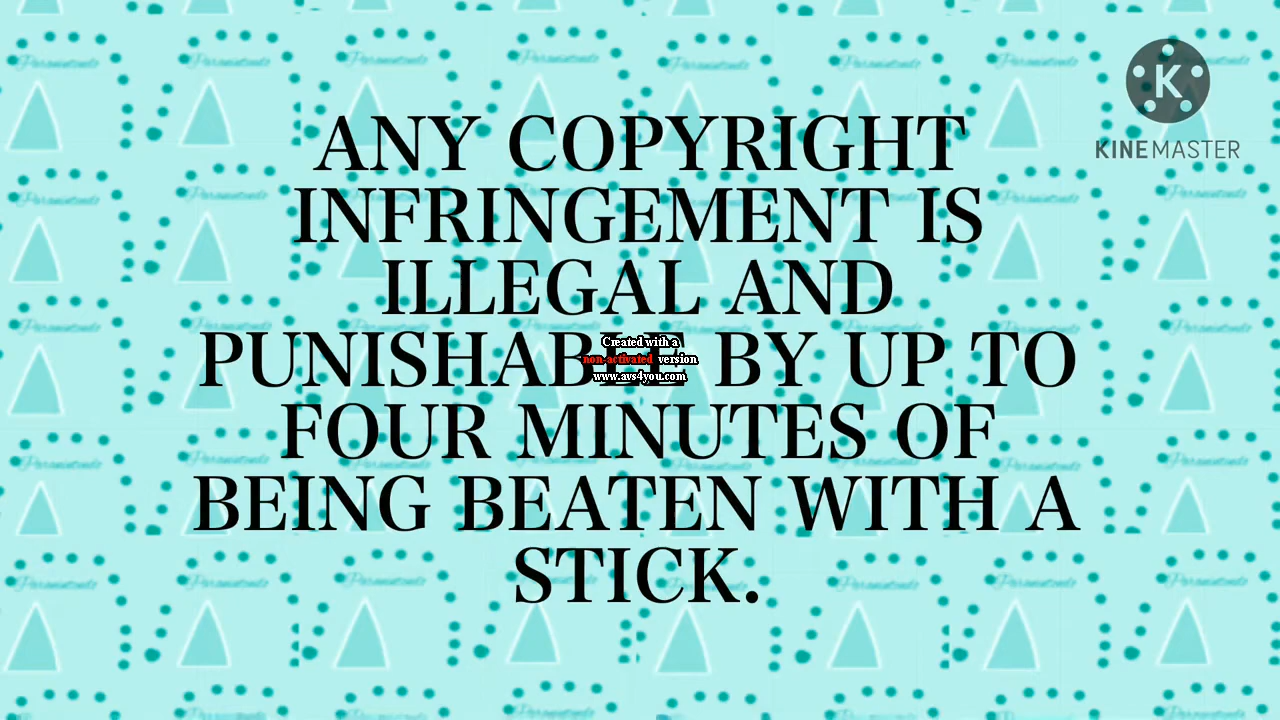 KINEMASTER
ANY COPYRIGHT
INFRINGEMENT IS
ILLEGAL AND
PUNISHABLE BY UP TO
Created with a
non-activated version
www.avs4you.com
FOUR MINUTES OF
BEING BEATEN WITH A
STICK.